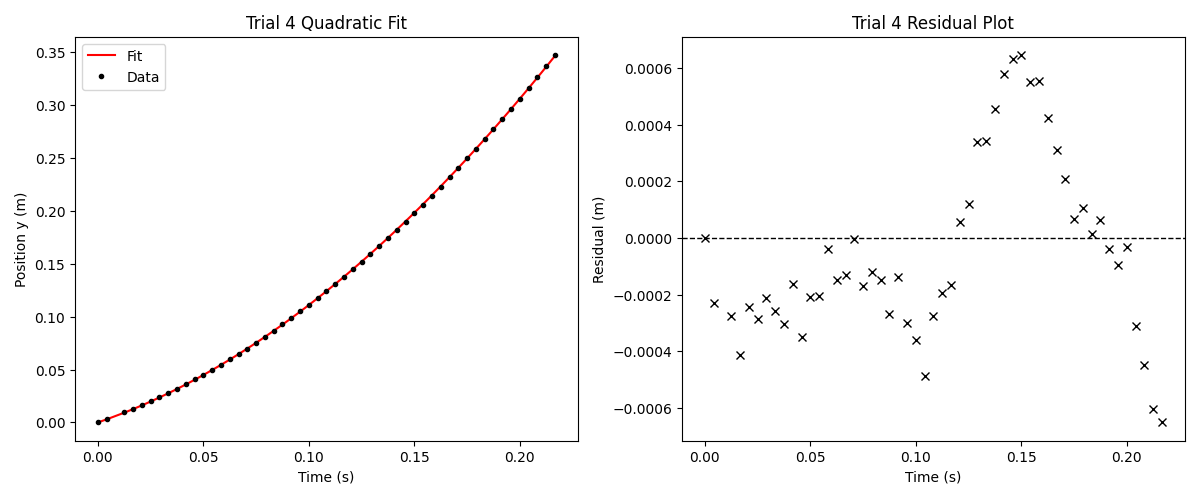 Trial 4 Quadratic Fit
Fit
Data
0.35
0.30
0.25
0.20
0.15
0.10
0.05
0.00
Position y (m)
0.00 0.05 0.10 0.15 0.20
Time (s)
Trial 4 Residual Plot
0.0006
0.0004
0.0002
0.0000
−0.0002
−0.0004
−0.0006
Residual (m)
0.00 0.05 0.10 0.15 0.20
Time (s)